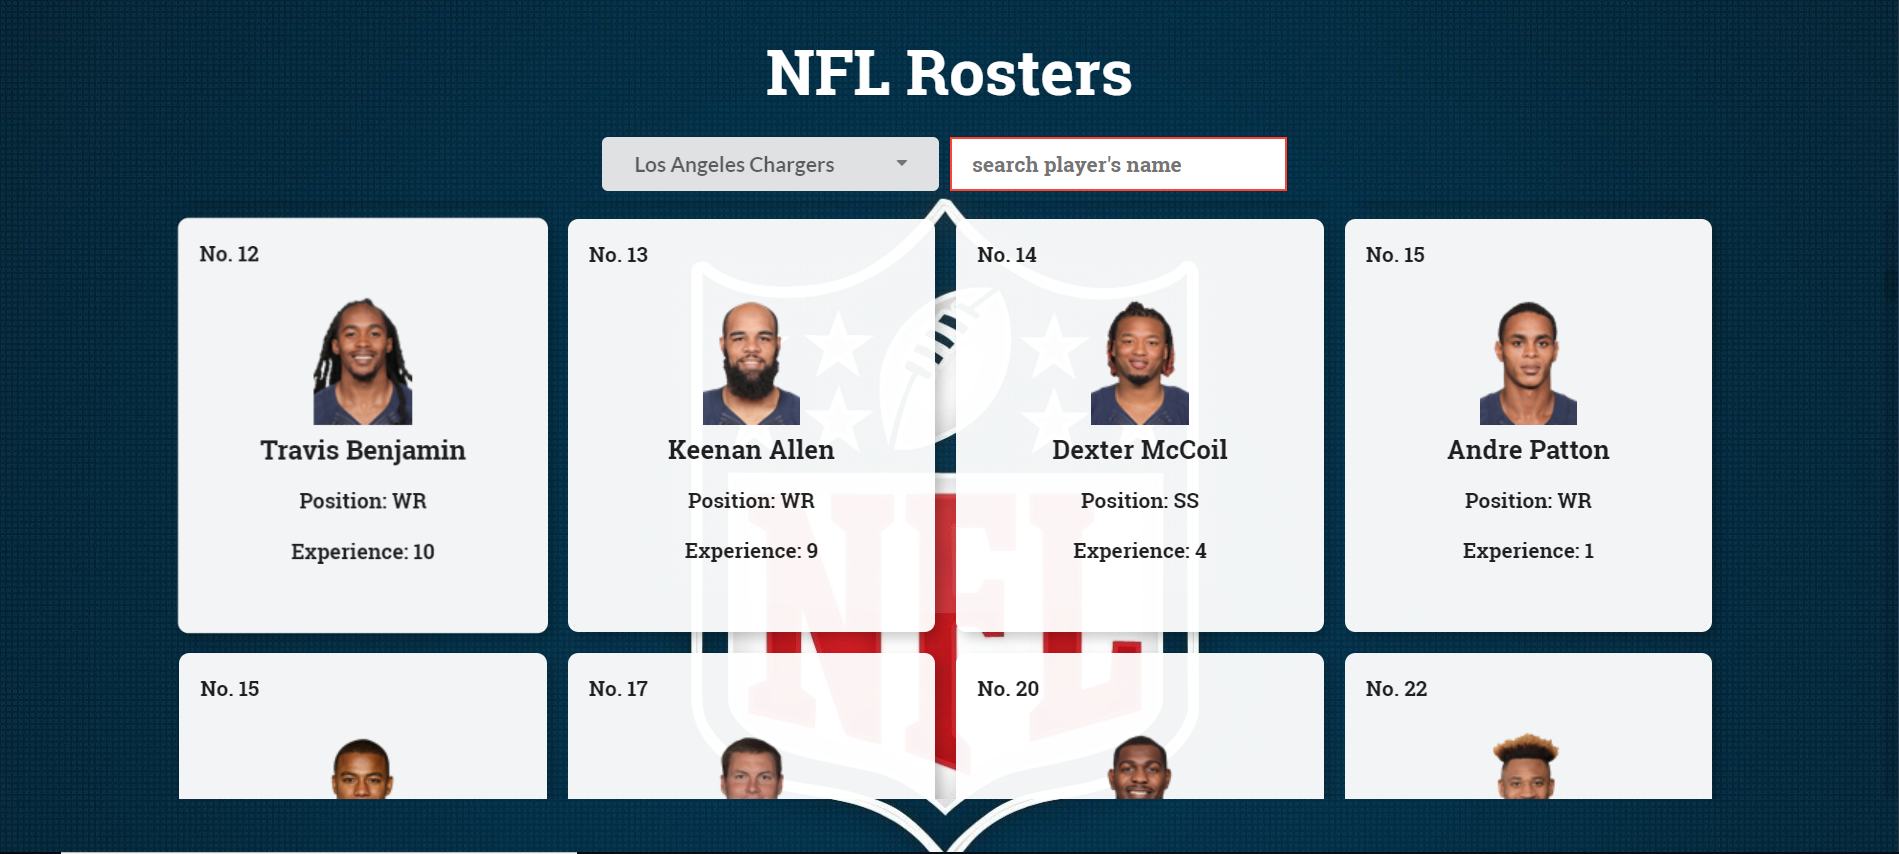 NFL Rosters
Los Angeles Chargers
search player's name
No. 12
Travis Benjamin
Position: WR
Experience: 10
No. 13
Keenan Allen
Position: WR
Experience: 9
No. 14
Dexter McCoil
Position: SS
Experience: 4
No. 15
Andre Patton
Position: WR
Experience: 1
No. 15
No. 17
No. 20
No. 22
NFL